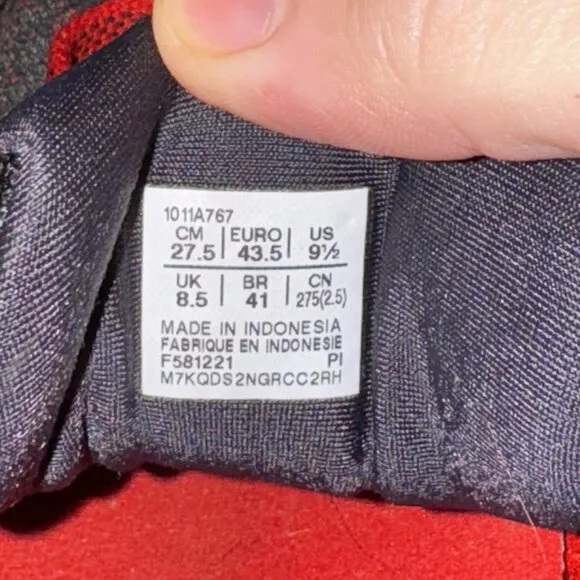 1011A767
CM | EURO | US
27.5 | 43.5 | 9½
UK | BR | CN
8.5 | 41 | 275(2.5)
MADE IN INDONESIA
FABRIQUE EN INDONESIE
F581221 PI
M7KQDS2NGRCC2RH